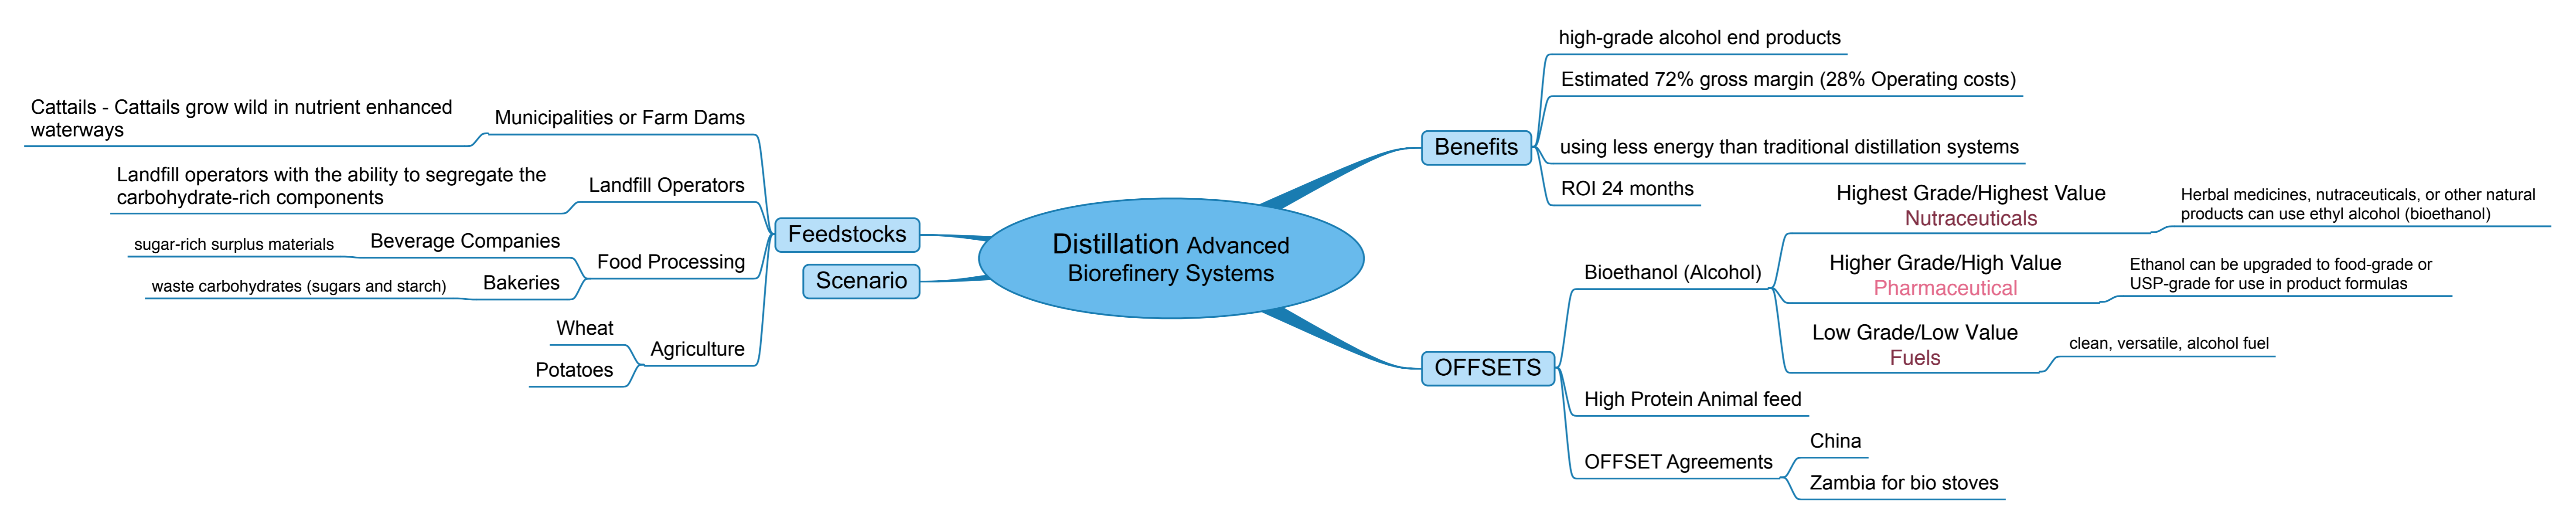 Distillation Advanced
Biorefinery Systems
Benefits
high-grade alcohol end products
Estimated 72% gross margin (28% Operating costs)
using less energy than traditional distillation systems
ROI 24 months
OFFSETS
Bioethanol (Alcohol)
Highest Grade/Highest Value
Nutraceuticals
Herbal medicines, nutraceuticals, or other natural
products can use ethyl alcohol (bioethanol)
Higher Grade/High Value
Pharmaceutical
Ethanol can be upgraded to food-grade or
USP-grade for use in product formulas
Low Grade/Low Value
Fuels
clean, versatile, alcohol fuel
High Protein Animal feed
OFFSET Agreements
China
Zambia for bio stoves
Feedstocks
Municipalities or Farm Dams
Cattails - Cattails grow wild in nutrient enhanced
waterways
Landfill Operators
Landfill operators with the ability to segregate the
carbohydrate-rich components
Food Processing
Beverage Companies
sugar-rich surplus materials
Bakeries
waste carbohydrates (sugars and starch)
Agriculture
Wheat
Potatoes
Scenario